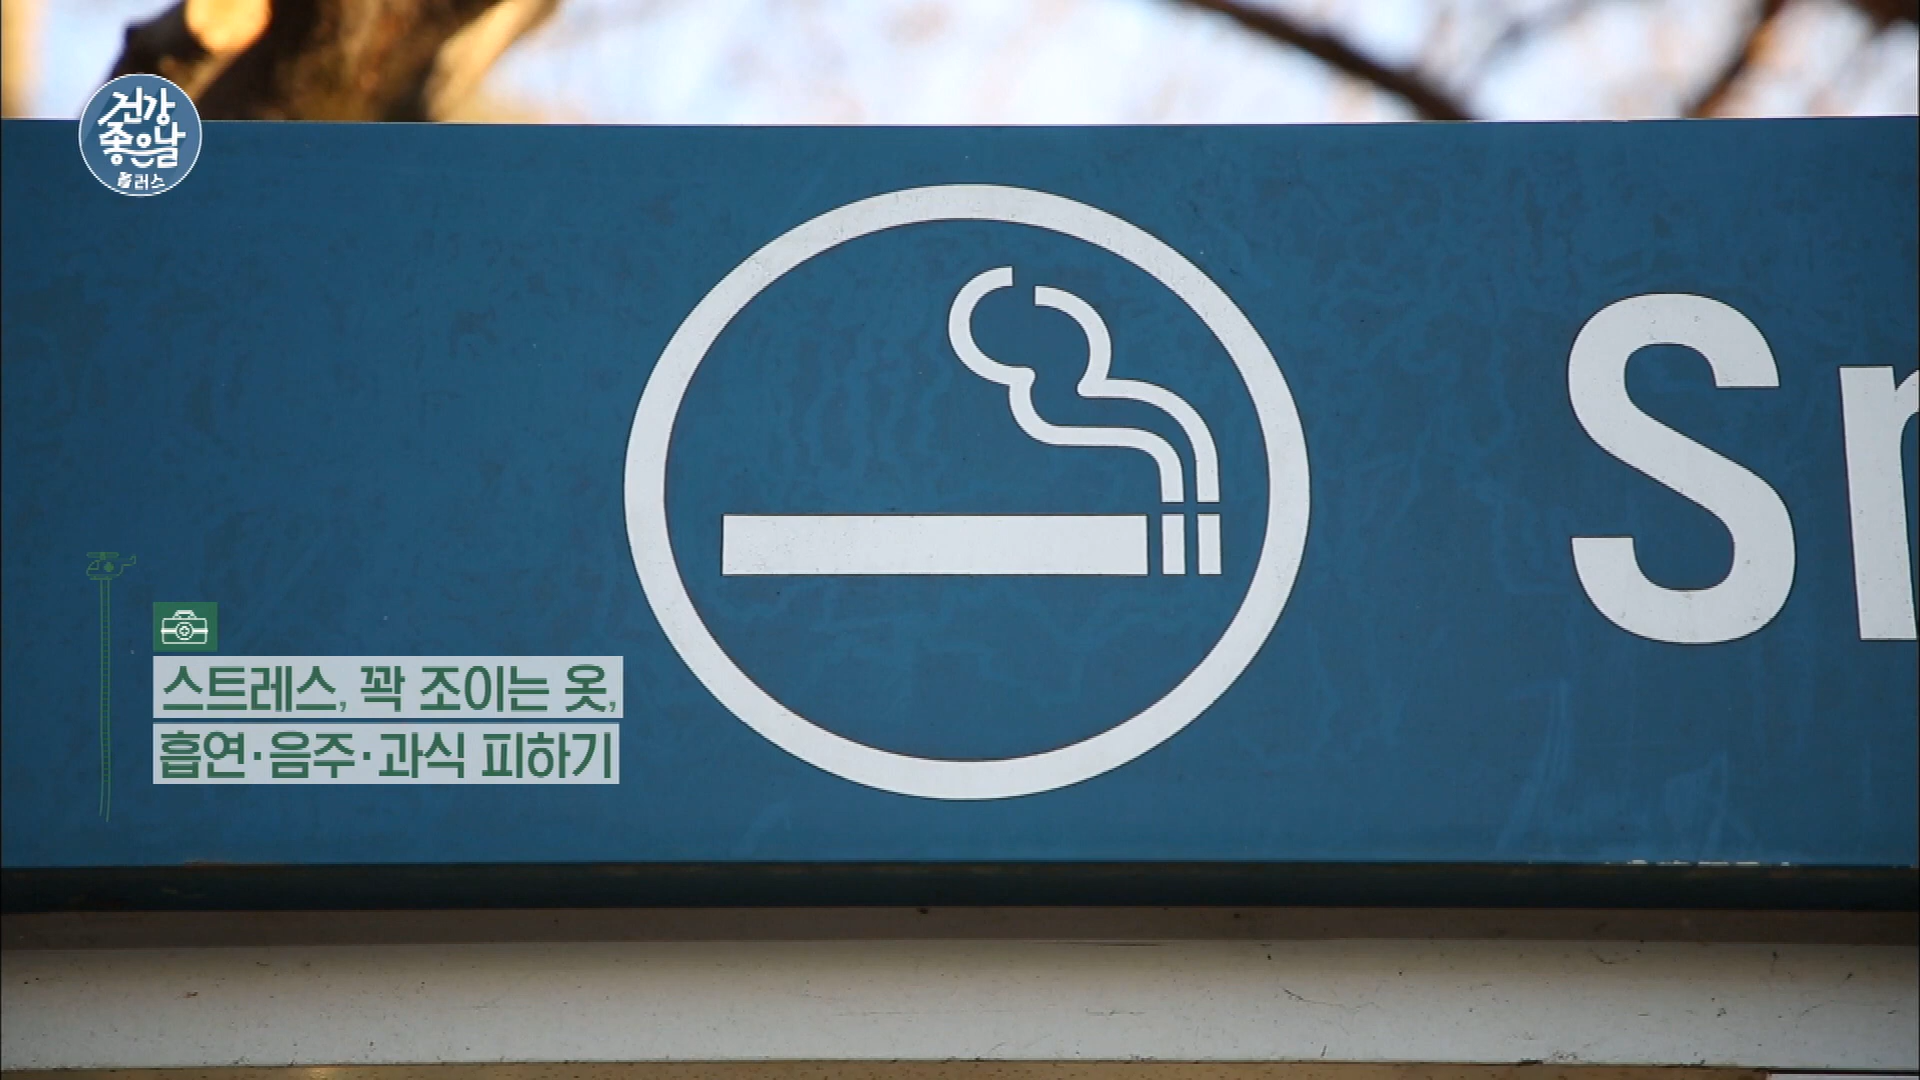 건강
좋은날
플러스
Sm
스트레스, 꽉 조이는 옷,
흡연·음주·과식 피하기